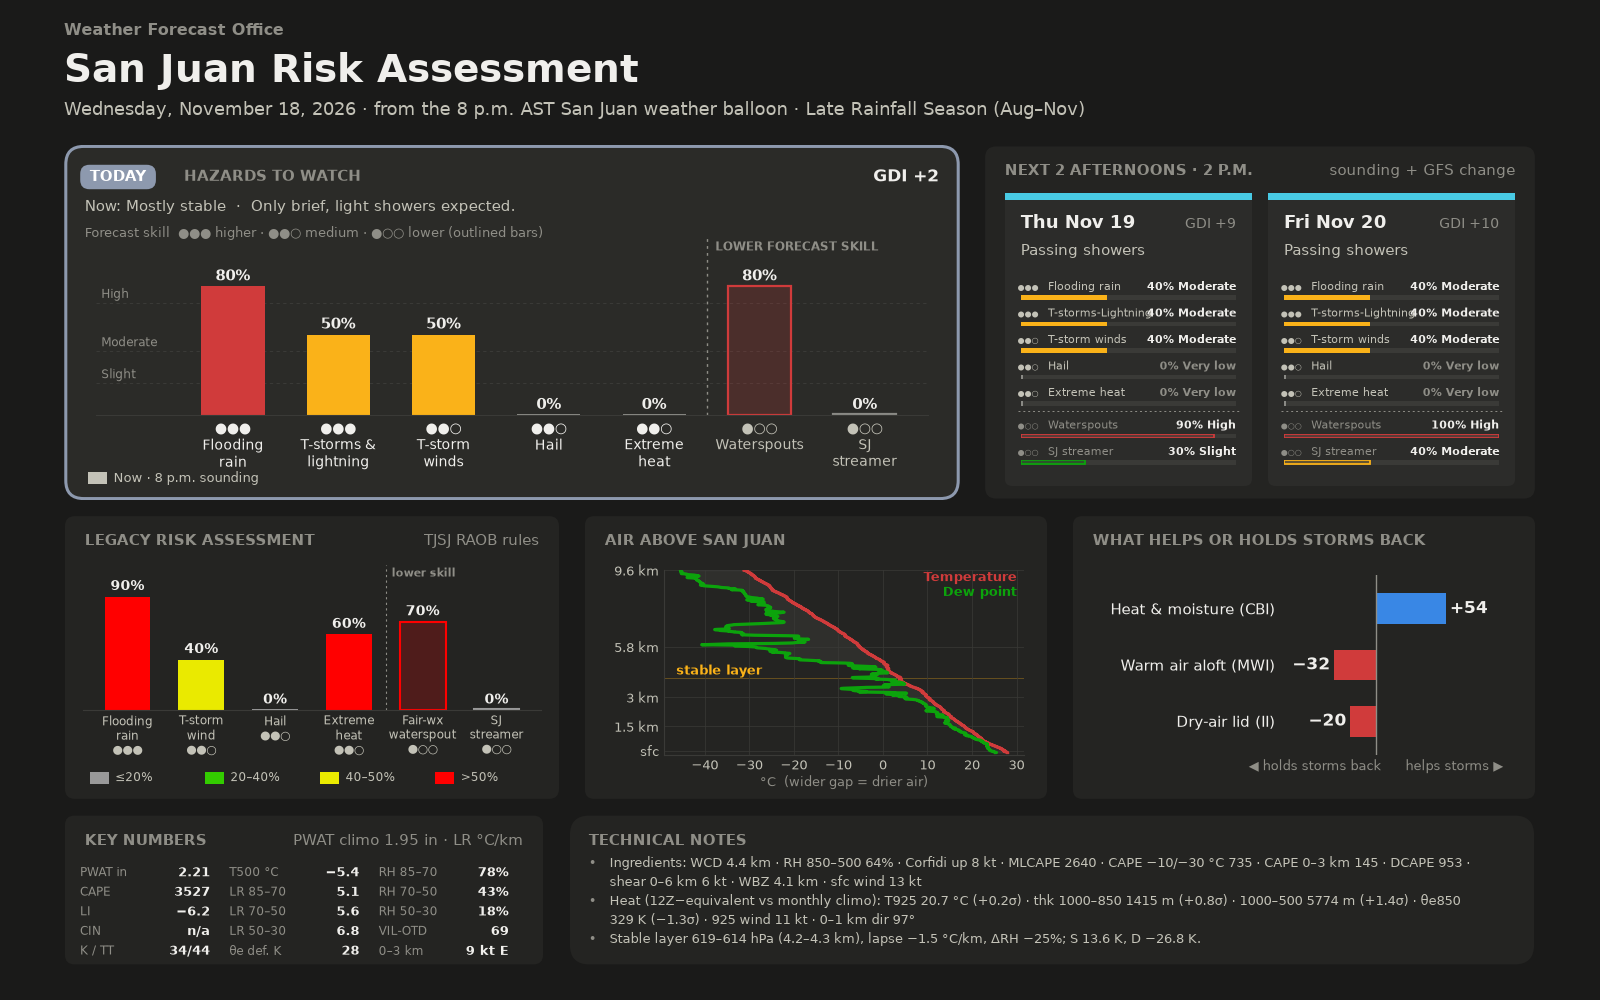 Weather Forecast Office
San Juan Risk Assessment
Wednesday, November 18, 2026 · from the 8 p.m. AST San Juan weather balloon · Late Rainfall Season (Aug–Nov)
TODAY HAZARDS TO WATCH GDI +2
Now: Mostly stable · Only brief, light showers expected.
Forecast skill ●●● higher · ●●○ medium · ●○○ lower (outlined bars)
LOWER FORECAST SKILL
High
Moderate
Slight
80% 50% 50% 0% 0% 80% 0%
●●● ●●● ●●○ ●●○ ●●○ ●○○ ●○○
Flooding T-storms & T-storm Hail Extreme Waterspouts SJ
rain lightning winds heat streamer
Now · 8 p.m. sounding
NEXT 2 AFTERNOONS · 2 P.M. sounding + GFS change
Thu Nov 19 GDI +9
Passing showers
●●● Flooding rain 40% Moderate
●●● T-storms-Lightning 40% Moderate
●●○ T-storm winds 40% Moderate
●●○ Hail 0% Very low
●●○ Extreme heat 0% Very low
●○○ Waterspouts 90% High
●○○ SJ streamer 30% Slight
Fri Nov 20 GDI +10
Passing showers
●●● Flooding rain 40% Moderate
●●● T-storms-Lightning 40% Moderate
●●○ T-storm winds 40% Moderate
●●○ Hail 0% Very low
●●○ Extreme heat 0% Very low
●○○ Waterspouts 100% High
●○○ SJ streamer 40% Moderate
LEGACY RISK ASSESSMENT TJSJ RAOB rules
lower skill
90% 40% 0% 60% 70% 0%
Flooding T-storm Hail Extreme Fair-wx SJ
rain wind heat waterspout streamer
●●● ●●○ ●●○ ●●○ ●○○ ●○○
≤20% 20–40% 40–50% >50%
AIR ABOVE SAN JUAN
Temperature
Dew point
9.6 km
5.8 km
stable layer
3 km
1.5 km
sfc
−40 −30 −20 −10 0 10 20 30
°C (wider gap = drier air)
WHAT HELPS OR HOLDS STORMS BACK
Heat & moisture (CBI) +54
Warm air aloft (MWI) −32
Dry-air lid (II) −20
◀ holds storms back helps storms ▶
KEY NUMBERS PWAT climo 1.95 in · LR °C/km
PWAT in 2.21 T500 °C −5.4 RH 85–70 78%
CAPE 3527 LR 85–70 5.1 RH 70–50 43%
LI −6.2 LR 70–50 5.6 RH 50–30 18%
CIN n/a LR 50–30 6.8 VIL-OTD 69
K / TT 34/44 θe def. K 28 0–3 km 9 kt E
TECHNICAL NOTES
• Ingredients: WCD 4.4 km · RH 850–500 64% · Corfidi up 8 kt · MLCAPE 2640 · CAPE −10/−30 °C 735 · CAPE 0–3 km 145 · DCAPE 953 ·
shear 0–6 km 6 kt · WBZ 4.1 km · sfc wind 13 kt
• Heat (12Z−equivalent vs monthly climo): T925 20.7 °C (+0.2σ) · thk 1000–850 1415 m (+0.8σ) · 1000–500 5774 m (+1.4σ) · θe850
329 K (−1.3σ) · 925 wind 11 kt · 0–1 km dir 97°
• Stable layer 619–614 hPa (4.2–4.3 km), lapse −1.5 °C/km, ΔRH −25%; S 13.6 K, D −26.8 K.